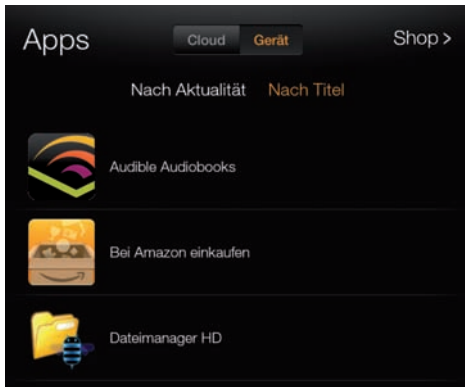 Apps Cloud Gerät Shop >
Nach Aktualität Nach Titel
Audible Audiobooks
Bei Amazon einkaufen
Dateimanager HD